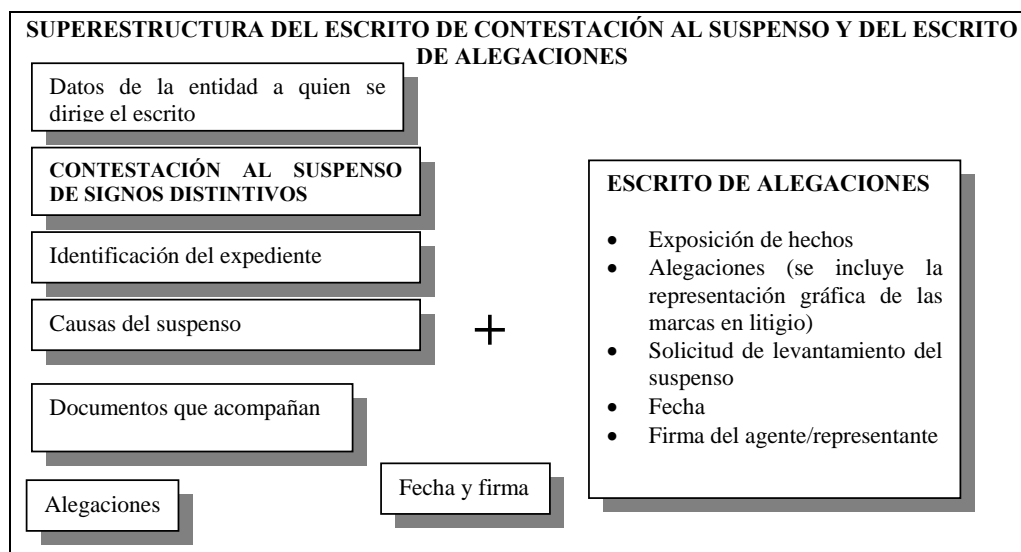 SUPERESTRUCTURA DEL ESCRITO DE CONTESTACIÓN AL SUSPENSO Y DEL ESCRITO
DE ALEGACIONES
Datos de la entidad a quien se
dirige el escrito
CONTESTACIÓN AL SUSPENSO
DE SIGNOS DISTINTIVOS
Identificación del expediente
Causas del suspenso
Documentos que acompañan
Alegaciones
Fecha y firma
+
ESCRITO DE ALEGACIONES
• Exposición de hechos
• Alegaciones (se incluye la
representación gráfica de las
marcas en litigio)
• Solicitud de levantamiento del
suspenso
• Fecha
• Firma del agente/representante